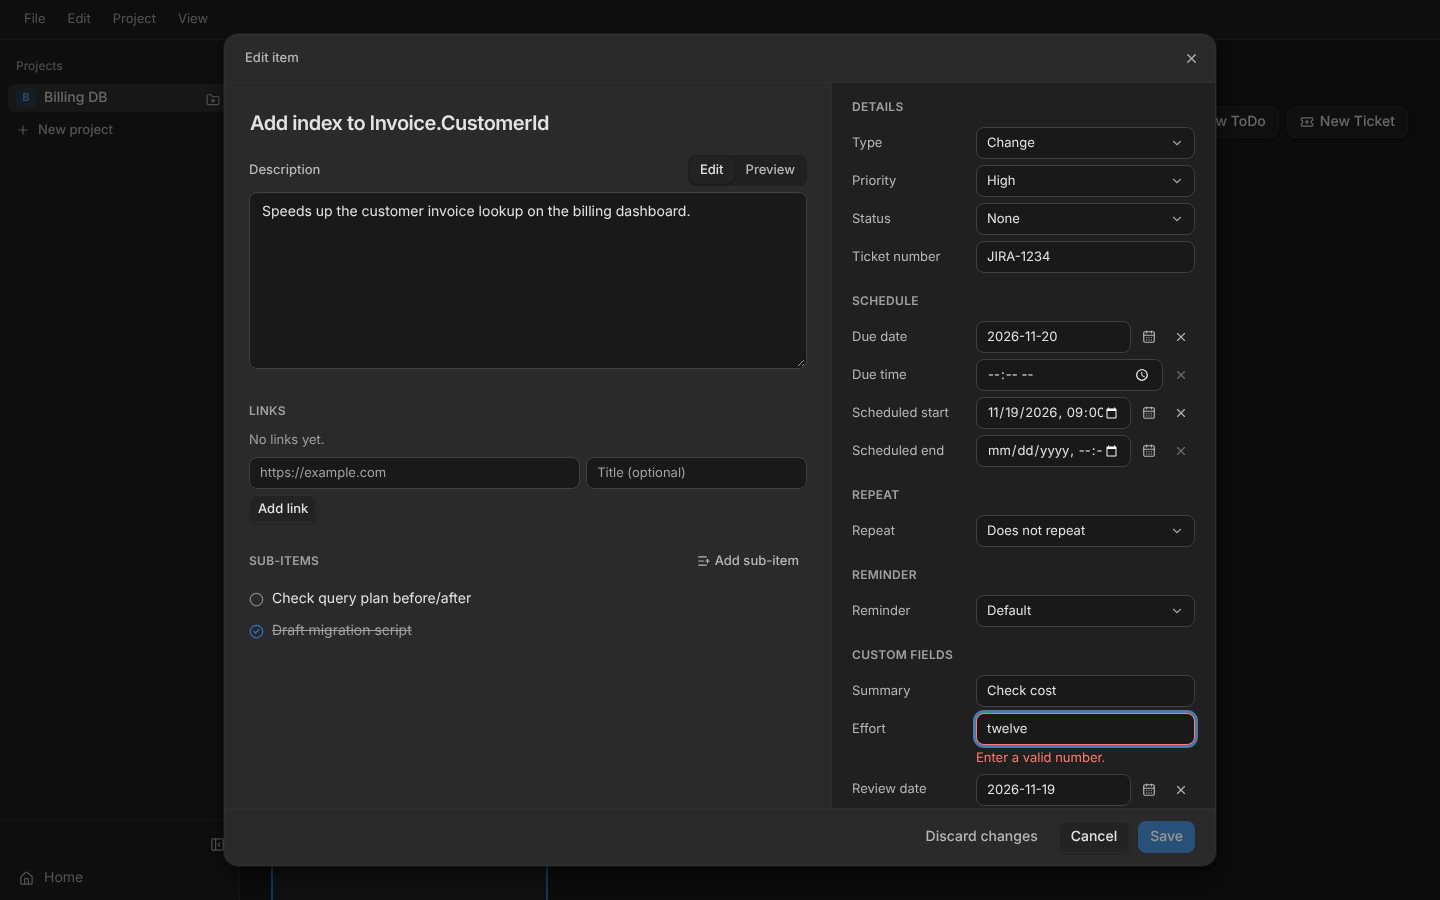 File Edit Project View
Projects
B Billing DB
New project
Home
w ToDo
New Ticket
Edit item
Add index to Invoice.CustomerId
Description
Edit Preview
Speeds up the customer invoice lookup on the billing dashboard.
LINKS
No links yet.
https://example.com
Title (optional)
Add link
SUB-ITEMS
Add sub-item
Check query plan before/after
Draft migration script
DETAILS
Type Change
Priority High
Status None
Ticket number JIRA-1234
SCHEDULE
Due date 2026-11-20
Due time --:-- --
Scheduled start 11/19/2026, 09:00
Scheduled end mm/dd/yyyy, --:-
REPEAT
Repeat Does not repeat
REMINDER
Reminder Default
CUSTOM FIELDS
Summary Check cost
Effort twelve
Enter a valid number.
Review date 2026-11-19
Discard changes Cancel Save